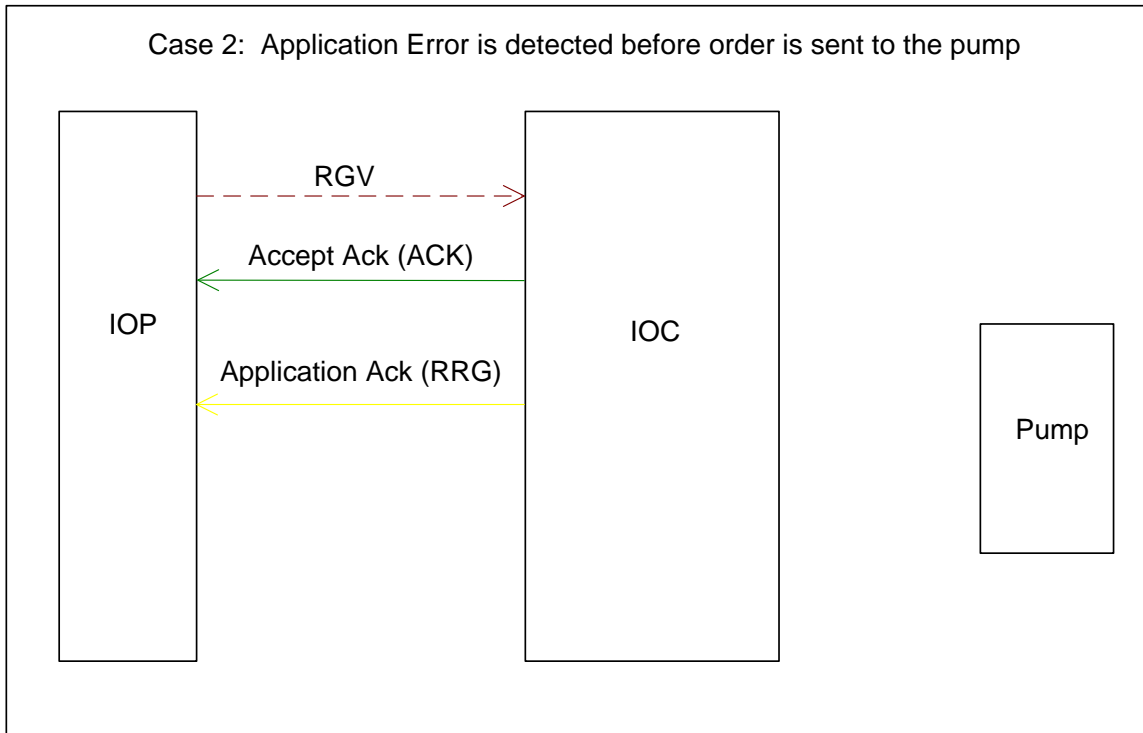 Case 2: Application Error is detected before order is sent to the pump
RGV
Accept Ack (ACK)
IOP
IOC
Application Ack (RRG)
Pump